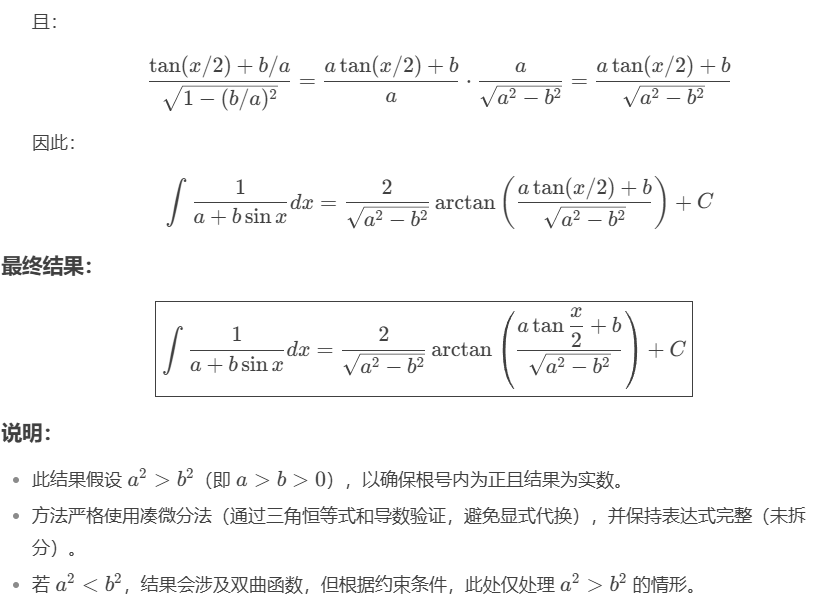 且：
$$\frac{\tan(x/2) + b/a}{\sqrt{1 - (b/a)^2}} = \frac{a\tan(x/2) + b}{a} \cdot \frac{a}{\sqrt{a^2 - b^2}} = \frac{a\tan(x/2) + b}{\sqrt{a^2 - b^2}}$$
因此：
$$\int \frac{1}{a + b\sin x} dx = \frac{2}{\sqrt{a^2 - b^2}} \arctan\left(\frac{a\tan(x/2) + b}{\sqrt{a^2 - b^2}}\right) + C$$
最终结果：
$$\boxed{\int \frac{1}{a + b\sin x} dx = \frac{2}{\sqrt{a^2 - b^2}} \arctan\left(\frac{a\tan\dfrac{x}{2} + b}{\sqrt{a^2 - b^2}}\right) + C}$$
说明：
• 此结果假设 $a^2 > b^2$（即 $a > b > 0$），以确保根号内为正且结果为实数。
• 方法严格使用凑微分法（通过三角恒等式和导数验证，避免显式代换），并保持表达式完整（未拆
分）。
• 若 $a^2 < b^2$，结果会涉及双曲函数，但根据约束条件，此处仅处理 $a^2 > b^2$ 的情形。